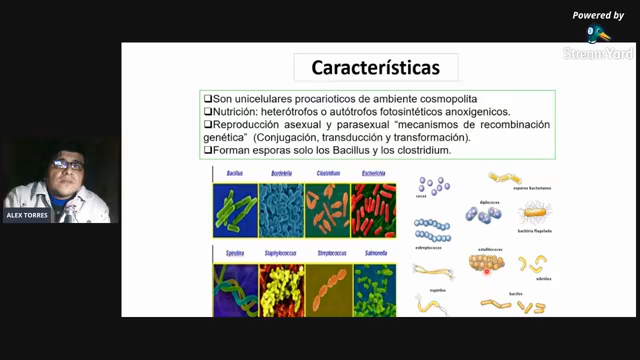 Powered by
StreamYard
Características
❑Son unicelulares procarioticos de ambiente cosmopolita
❑Nutrición: heterótrofos o autótrofos fotosintéticos anoxigenicos.
❑Reproducción asexual y parasexual “mecanismos de recombinación
genética” (Conjugación, transducción y transformación).
❑Forman esporas solo los Bacillus y los clostridium.
Bacillus Bordetella Clostridium Escherichia
cocos
diplococos
esporas bacterianas
estreptococos
estafilococos
bacteria flagelada
Spirulina Staphylococcus Streptococcus Salmonella
espirilos
vibriones
bacilos
ALEX TORRES